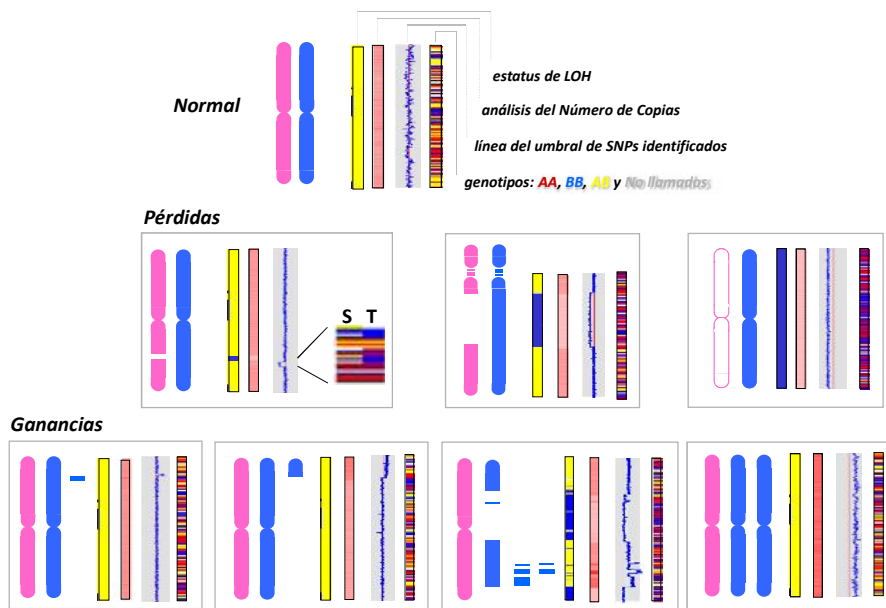 estatus de LOH
Normal
análisis del Número de Copias
línea del umbral de SNPs identificados
genotipos: AA, BB, AB y No llamados
Pérdidas
S T
Ganancias